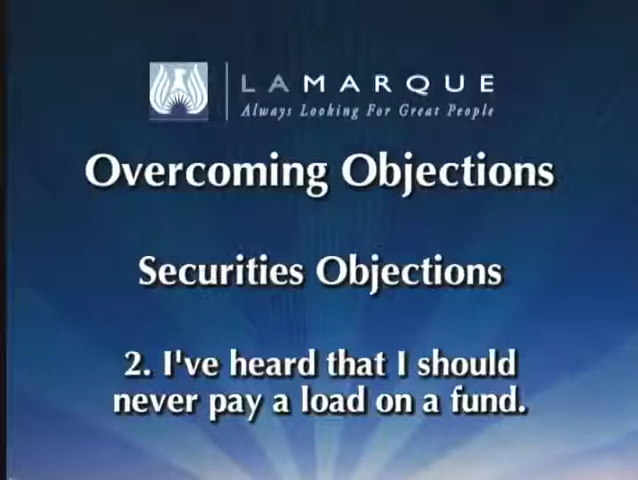 LAMARQUE
Always Looking For Great People
Overcoming Objections
Securities Objections
2. I've heard that I should
never pay a load on a fund.